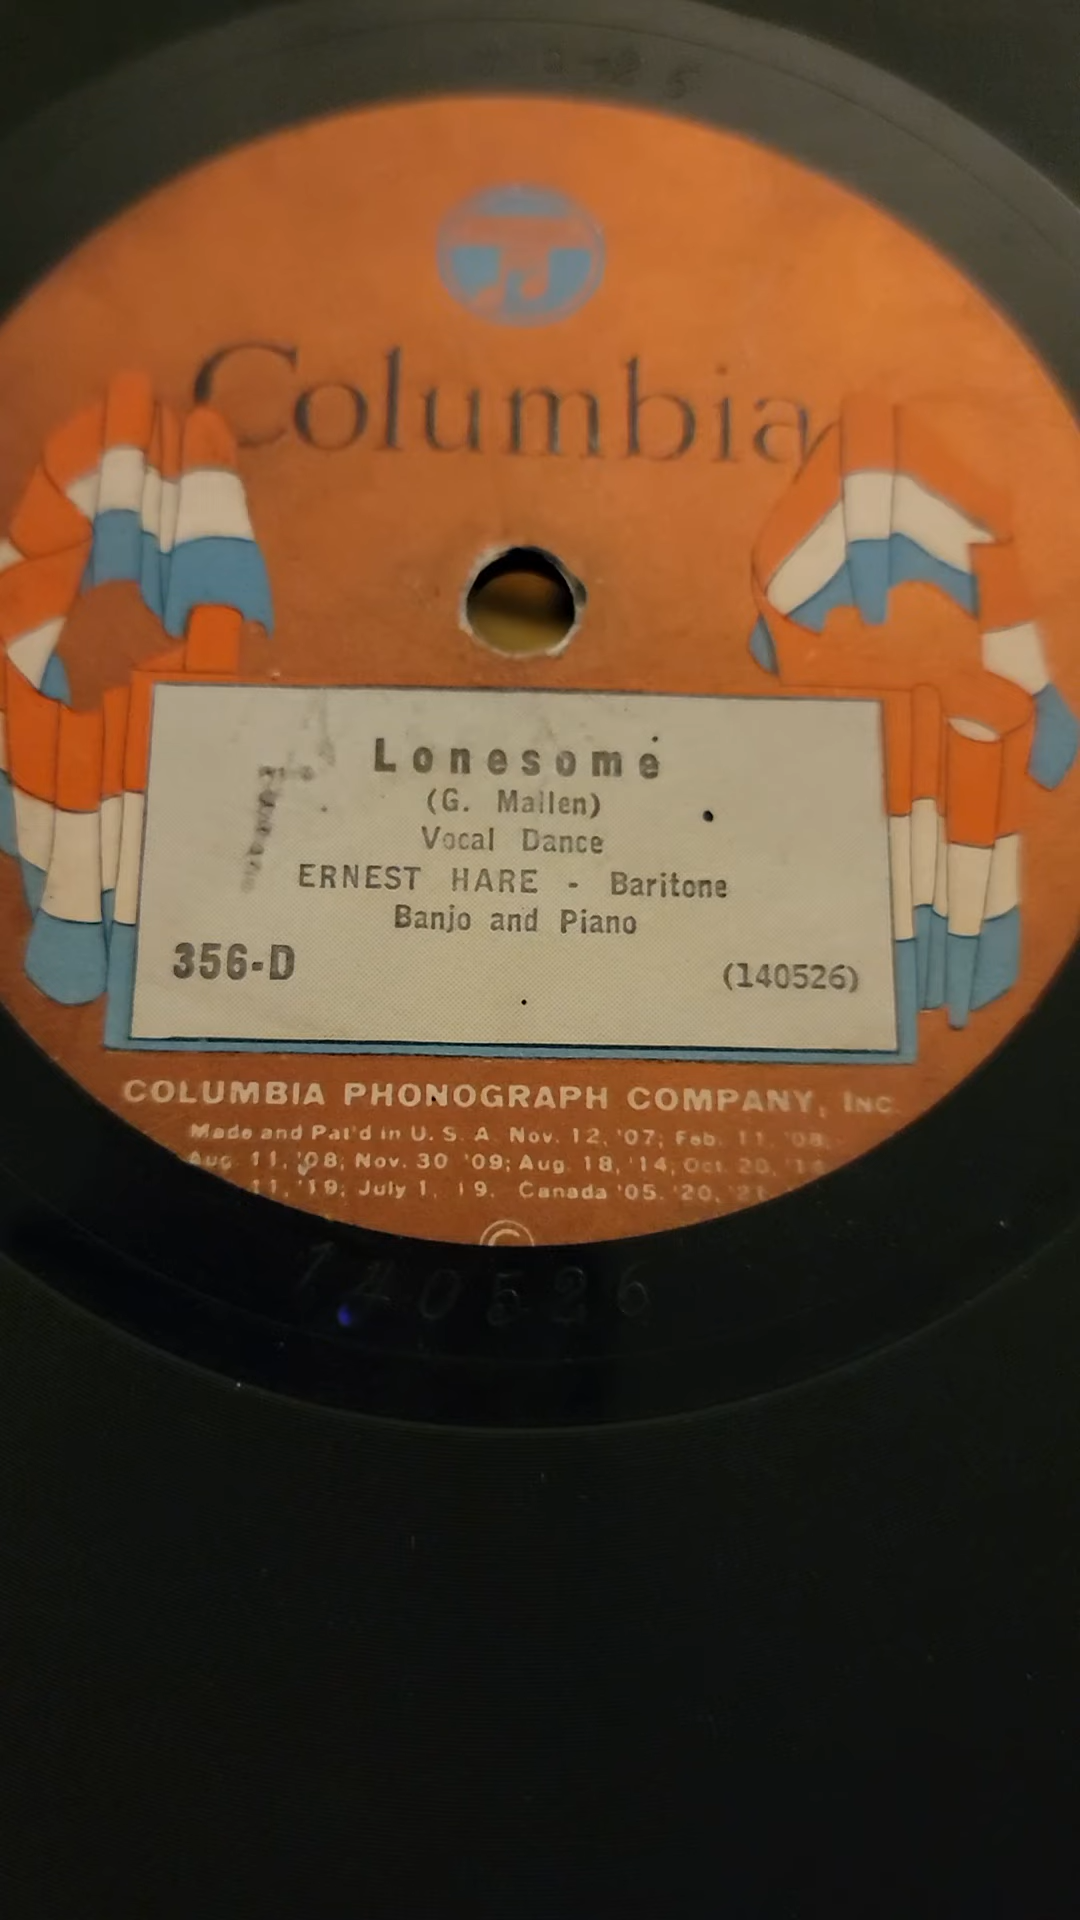 Columbia
Lonesome
(G. Mallen)
Vocal Dance
ERNEST HARE - Baritone
Banjo and Piano
356-D
(140526)
COLUMBIA PHONOGRAPH COMPANY, INC.
Made and Pat'd in U. S. A. Nov. 12, '07; Feb. 11, '08;
Aug. 11, '08; Nov. 30 '09; Aug. 18, '14; Oct. 20, '14
11, '19; July 1, '19. Canada '05. '20, '21
C
140526